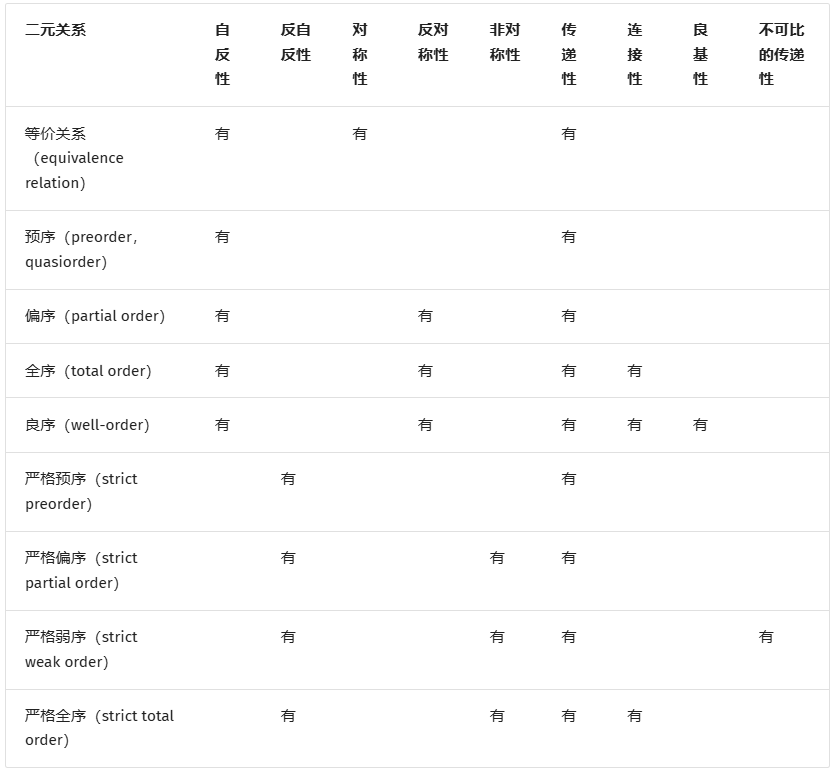 二元关系 自 反自 对 反对 非对 传 连 良 不可比
反 反性 称 称性 称性 递 接 基 的传递
性 性 性 性 性 性
等价关系 有 有 有
（equivalence
relation）
预序（preorder， 有 有
quasiorder）
偏序（partial order） 有 有 有
全序（total order） 有 有 有 有
良序（well-order） 有 有 有 有 有
严格预序（strict 有 有
preorder）
严格偏序（strict 有 有 有
partial order）
严格弱序（strict 有 有 有 有
weak order）
严格全序（strict total 有 有 有 有
order）